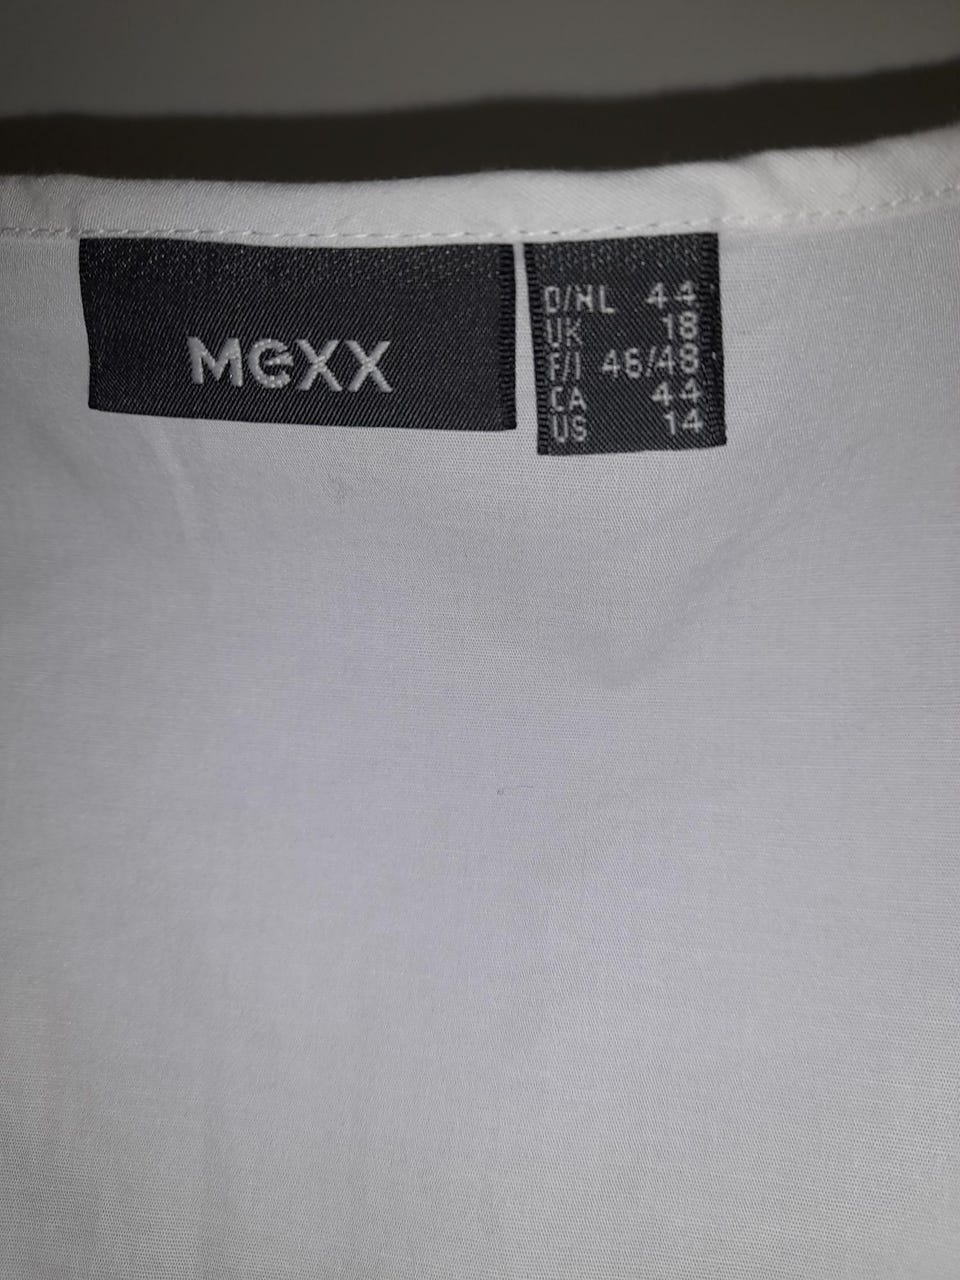 mexx
D/NL 44
UK 18
F/I 46/48
CA 44
US 14